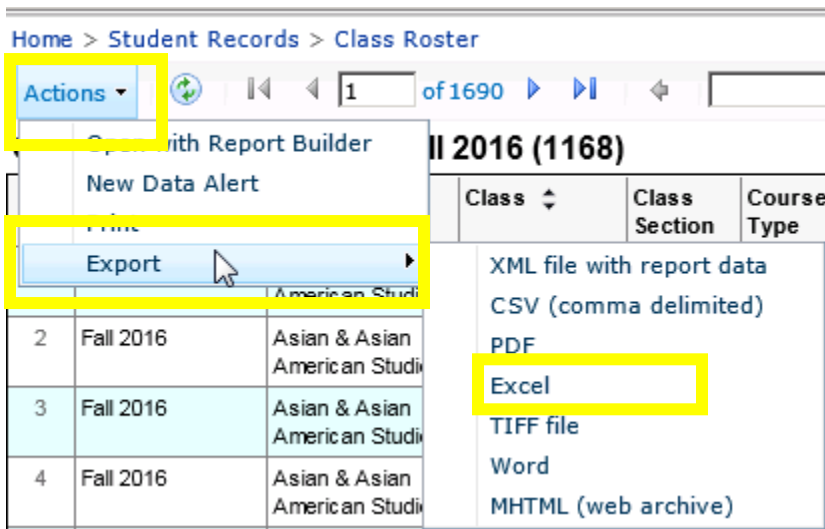 Home > Student Records > Class Roster
Actions
1
of 1690
Open with Report Builder
ll 2016 (1168)
New Data Alert
Print
Export
Class
Class
Section
Course
Type
XML file with report data
CSV (comma delimited)
PDF
Excel
TIFF file
Word
MHTML (web archive)
American Studi
2
Fall 2016
Asian & Asian
American Studi
3
Fall 2016
Asian & Asian
American Studi
4
Fall 2016
Asian & Asian
American Studi